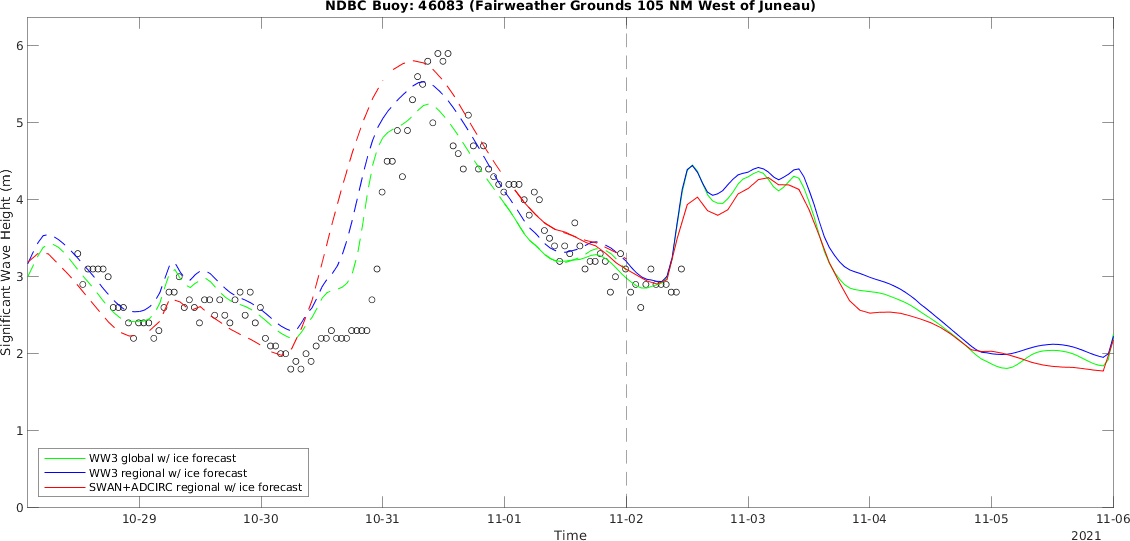 NDBC Buoy: 46083 (Fairweather Grounds 105 NM West of Juneau)
Significant Wave Height (m)
6
5
4
3
2
1
0
WW3 global w/ ice forecast
WW3 regional w/ ice forecast
SWAN+ADCIRC regional w/ ice forecast
10-29 10-30 10-31 11-01 11-02 11-03 11-04 11-05 11-06
Time
2021